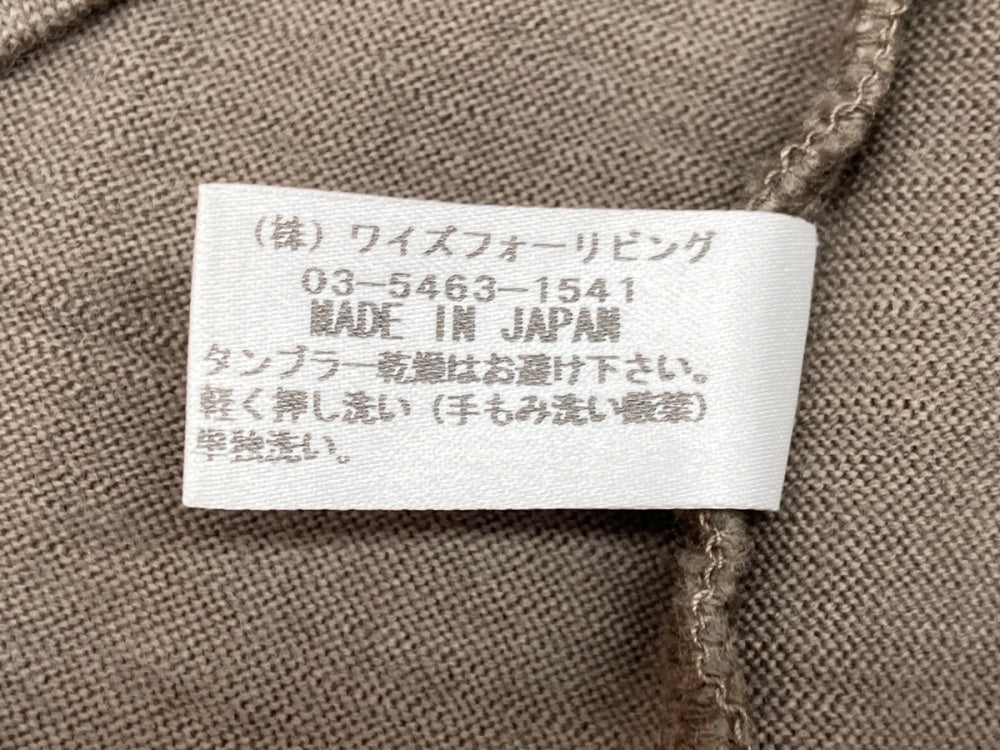 （株）ワイズフォーリビング
03-5463-1541
MADE IN JAPAN
タンブラー乾燥はお避け下さい。
軽く押し洗い（手もみ洗い厳禁）
単独洗い。